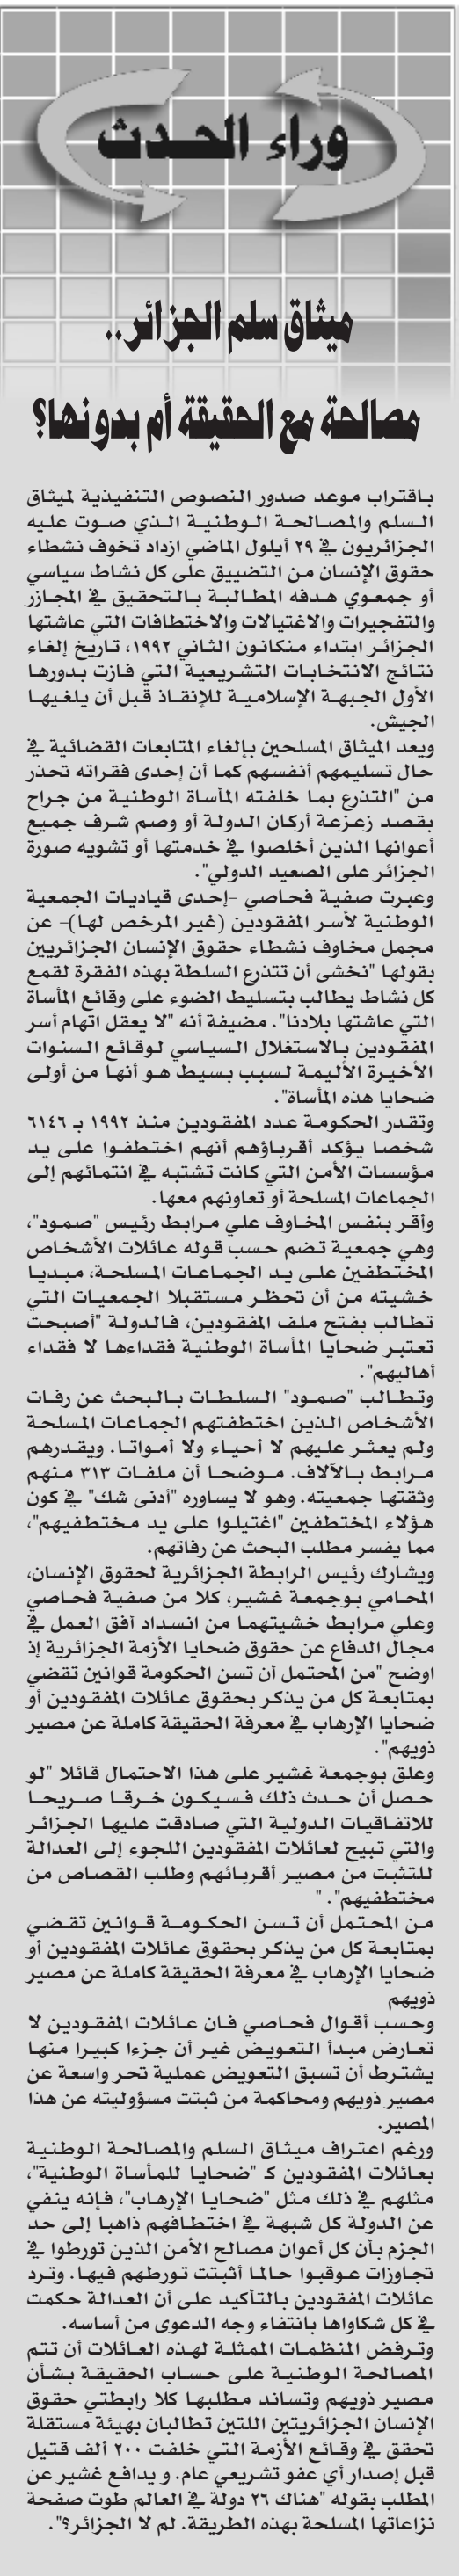 وراء الحدث
ميثاق سلم الجزائر..
مصالحة مع الحقيقة أم بدونها؟
باقتراب موعد صدور النصوص التنفيذية لميثاق
السلم والمصالحة الوطنية الذي صوت عليه
الجزائريون في ٢٩ أيلول الماضي ازداد تخوف نشطاء
حقوق الإنسان من التضييق على كل نشاط سياسي
أو جمعوي هدفه المطالبة بالتحقيق في المجازر
والتفجيرات والاغتيالات والاختطافات التي عاشتها
الجزائر ابتداء منكانون الثاني ١٩٩٢، تاريخ إلغاء
نتائج الانتخابات التشريعية التي فازت بدورها
الأول الجبهة الإسلامية للإنقاذ قبل أن يلغيها
الجيش.
ويعد الميثاق المسلحين بإلغاء المتابعات القضائية في
حال تسليمهم أنفسهم كما أن إحدى فقراته تحذر
من "التذرع بما خلفته المأساة الوطنية من جراح
بقصد زعزعة أركان الدولة أو وصم شرف جميع
أعوانها الذين أخلصوا في خدمتها أو تشويه صورة
الجزائر على الصعيد الدولي".
وعبرت صفية فحاصي -إحدى قياديات الجمعية
الوطنية لأسر المفقودين (غير المرخص لها)- عن
مجمل مخاوف نشطاء حقوق الإنسان الجزائريين
بقولها "نخشى أن تتذرع السلطة بهذه الفقرة لقمع
كل نشاط يطالب بتسليط الضوء على وقائع المأساة
التي عاشتها بلادنا". مضيفة أنه "لا يعقل اتهام أسر
المفقودين بالاستغلال السياسي لوقائع السنوات
الأخيرة الأليمة لسبب بسيط هو أنها من أولى
ضحايا هذه المأساة".
وتقدر الحكومة عدد المفقودين منذ ١٩٩٢ بـ ٦١٤٦
شخصا يؤكد أقرباؤهم أنهم اختطفوا على يد
مؤسسات الأمن التي كانت تشتبه في انتمائهم إلى
الجماعات المسلحة أو تعاونهم معها.
وأقر بنفس المخاوف علي مرابط رئيس "صمود"،
وهي جمعية تضم حسب قوله عائلات الأشخاص
المختطفين على يد الجماعات المسلحة، مبديا
خشيته من أن تحظر مستقبلا الجمعيات التي
تطالب بفتح ملف المفقودين، فالدولة "أصبحت
تعتبر ضحايا المأساة الوطنية فقداءها لا فقداء
أهاليهم".
وتطالب "صمود" السلطات بالبحث عن رفات
الأشخاص الذين اختطفتهم الجماعات المسلحة
ولم يعثر عليهم لا أحياء ولا أمواتا. ويقدرهم
مرابط بالآلاف. موضحا أن ملفات ٣١٣ منهم
وثقتها جمعيته. وهو لا يساوره "أدنى شك" في كون
هؤلاء المختطفين "اغتيلوا على يد مختطفيهم"،
مما يفسر مطلب البحث عن رفاتهم.
ويشارك رئيس الرابطة الجزائرية لحقوق الإنسان،
المحامي بوجمعة غشير، كلا من صفية فحاصي
وعلي مرابط خشيتهما من انسداد أفق العمل في
مجال الدفاع عن حقوق ضحايا الأزمة الجزائرية إذ
اوضح "من المحتمل أن تسن الحكومة قوانين تقضي
بمتابعة كل من يذكر بحقوق عائلات المفقودين أو
ضحايا الإرهاب في معرفة الحقيقة كاملة عن مصير
ذويهم".
وعلق بوجمعة غشير على هذا الاحتمال قائلا "لو
حصل أن حدث ذلك فسيكون خرقا صريحا
للاتفاقيات الدولية التي صادقت عليها الجزائر
والتي تبيح لعائلات المفقودين اللجوء إلى العدالة
للتثبت من مصير أقربائهم وطلب القصاص من
مختطفيهم". "
من المحتمل أن تسن الحكومة قوانين تقضي
بمتابعة كل من يذكر بحقوق عائلات المفقودين أو
ضحايا الإرهاب في معرفة الحقيقة كاملة عن مصير
ذويهم
وحسب أقوال فحاصي فان عائلات المفقودين لا
تعارض مبدأ التعويض غير أن جزءا كبيرا منها
يشترط أن تسبق التعويض عملية تحر واسعة عن
مصير ذويهم ومحاكمة من ثبتت مسؤوليته عن هذا
المصير.
ورغم اعتراف ميثاق السلم والمصالحة الوطنية
بعائلات المفقودين كـ "ضحايا للمأساة الوطنية"،
مثلهم في ذلك مثل "ضحايا الإرهاب"، فإنه ينفي
عن الدولة كل شبهة في اختطافهم ذاهبا إلى حد
الجزم بأن كل أعوان مصالح الأمن الذين تورطوا في
تجاوزات عوقبوا حالما أثبتت تورطهم فيها. وترد
عائلات المفقودين بالتأكيد على أن العدالة حكمت
في كل شكاواها بانتفاء وجه الدعوى من أساسه.
وترفض المنظمات الممثلة لهذه العائلات أن تتم
المصالحة الوطنية على حساب الحقيقة بشأن
مصير ذويهم وتساند مطلبها كلا رابطتي حقوق
الإنسان الجزائريتين اللتين تطالبان بهيئة مستقلة
تحقق في وقائع الأزمة التي خلفت ٢٠٠ ألف قتيل
قبل إصدار أي عفو تشريعي عام. و يدافع غشير عن
المطلب بقوله "هناك ٢٦ دولة في العالم طوت صفحة
نزاعاتها المسلحة بهذه الطريقة. لم لا الجزائر؟".